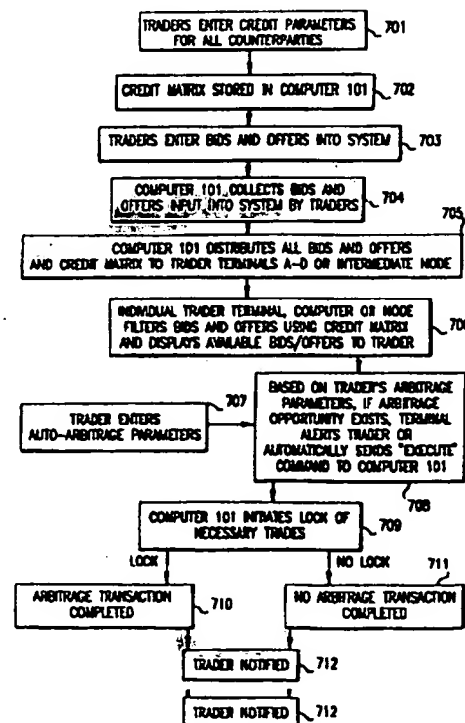 TRADERS ENTER CREDIT PARAMETERS
FOR ALL COUNTERPARTIES
701
CREDIT MATRIX STORED IN COMPUTER 101
702
TRADERS ENTER BIDS AND OFFERS INTO SYSTEM
703
COMPUTER 101 COLLECTS BIDS AND
OFFERS INPUT INTO SYSTEM BY TRADERS
704
705
COMPUTER 101 DISTRIBUTES ALL BIDS AND OFFERS
AND CREDIT MATRIX TO TRADER TERMINALS A-D OR INTERMEDIATE NODE
INDIVIDUAL TRADER TERMINAL, COMPUTER OR NODE
FILTERS BIDS AND OFFERS USING CREDIT MATRIX
AND DISPLAYS AVAILABLE BIDS/OFFERS TO TRADER
707
TRADER ENTERS
AUTO-ARBITRAGE PARAMETERS
BASED ON TRADER'S ARBITRAGE
PARAMETERS, IF ARBITRAGE
OPPORTUNITY EXISTS, TERMINAL
ALERTS TRADER OR
AUTOMATICALLY SENDS "EXECUTE"
COMMAND TO COMPUTER 101
708
COMPUTER 101 INITIATES LOCK OF
NECESSARY TRADES
709
LOCK
NO LOCK
ARBITRAGE TRANSACTION
COMPLETED
710
711
NO ARBITRAGE TRANSACTION
COMPLETED
TRADER NOTIFIED
712
TRADER NOTIFIED
712